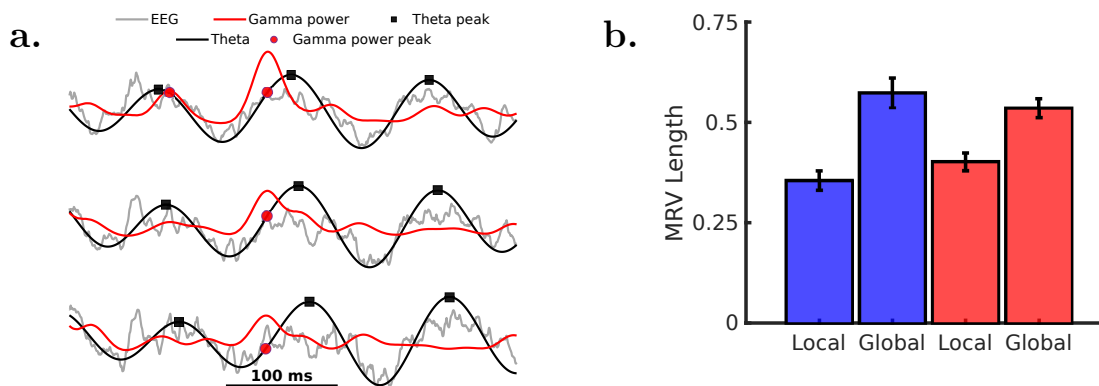 a.
EEG Gamma power Theta peak
Theta Gamma power peak
100 ms
b.
MRV Length
0.75
0.5
0.25
0
Local Global Local Global